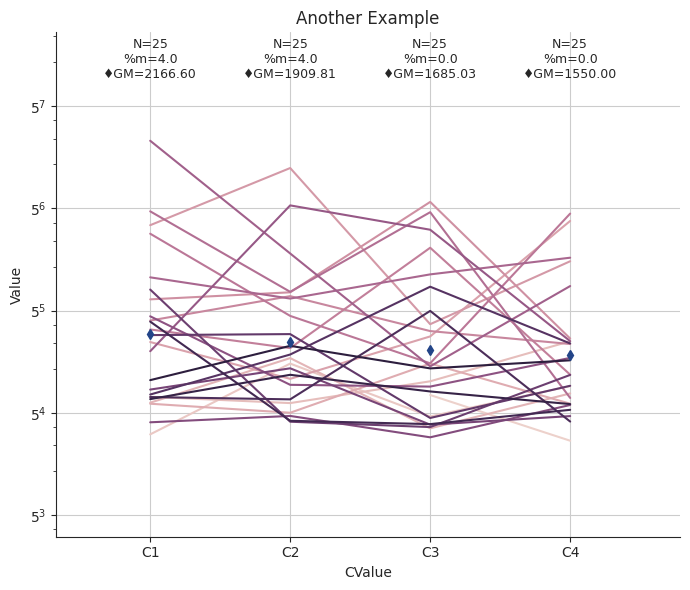 Another Example
N=25 N=25 N=25 N=25
%m=4.0 %m=4.0 %m=0.0 %m=0.0
♦GM=2166.60 ♦GM=1909.81 ♦GM=1685.03 ♦GM=1550.00
5⁷
5⁶
5⁵
5⁴
5³
Value
C1 C2 C3 C4
CValue